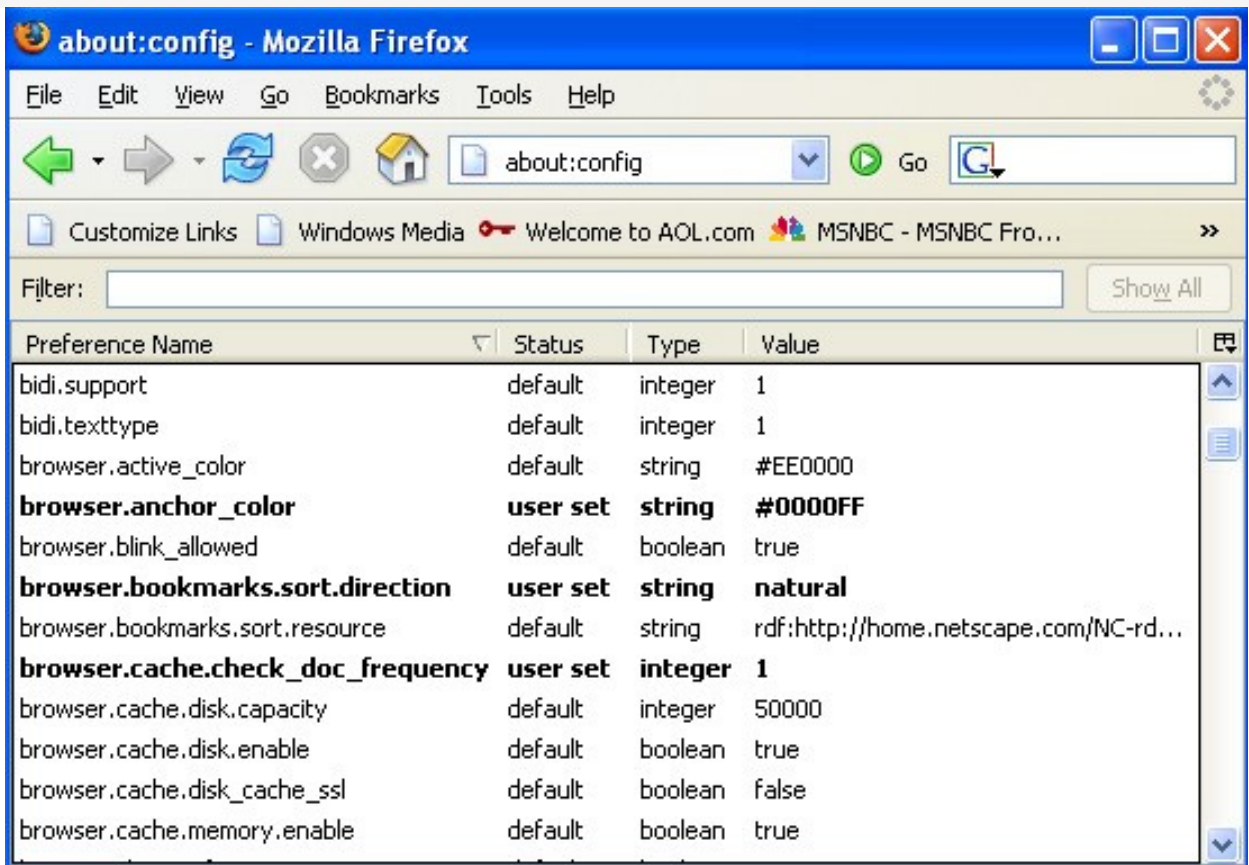 about:config - Mozilla Firefox
File Edit View Go Bookmarks Tools Help
about:config Go G
Customize Links Windows Media Welcome to AOL.com MSNBC - MSNBC Fro... »
Filter: Show All
Preference Name Status Type Value
bidi.support default integer 1
bidi.texttype default integer 1
browser.active_color default string #EE0000
browser.anchor_color user set string #0000FF
browser.blink_allowed default boolean true
browser.bookmarks.sort.direction user set string natural
browser.bookmarks.sort.resource default string rdf:http://home.netscape.com/NC-rd...
browser.cache.check_doc_frequency user set integer 1
browser.cache.disk.capacity default integer 50000
browser.cache.disk.enable default boolean true
browser.cache.disk_cache_ssl default boolean false
browser.cache.memory.enable default boolean true